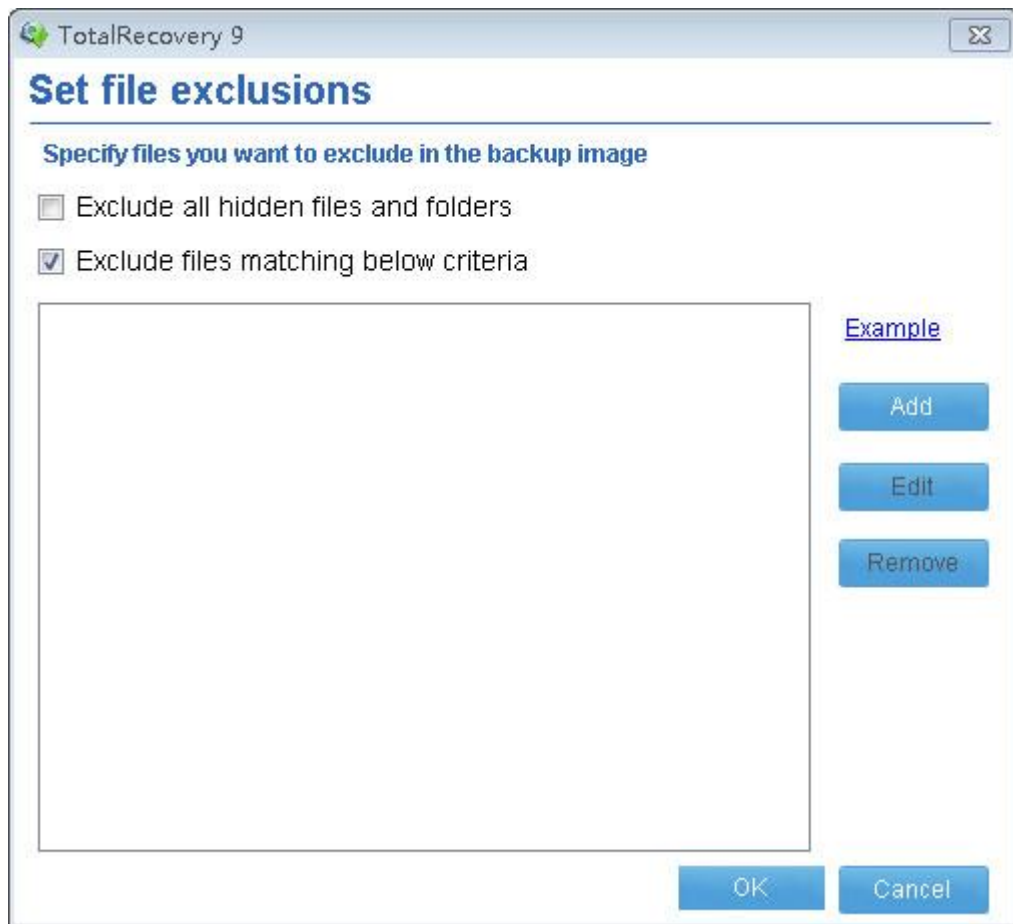 TotalRecovery 9
Set file exclusions
Specify files you want to exclude in the backup image
Exclude all hidden files and folders
Exclude files matching below criteria
Example
Add
Edit
Remove
OK
Cancel